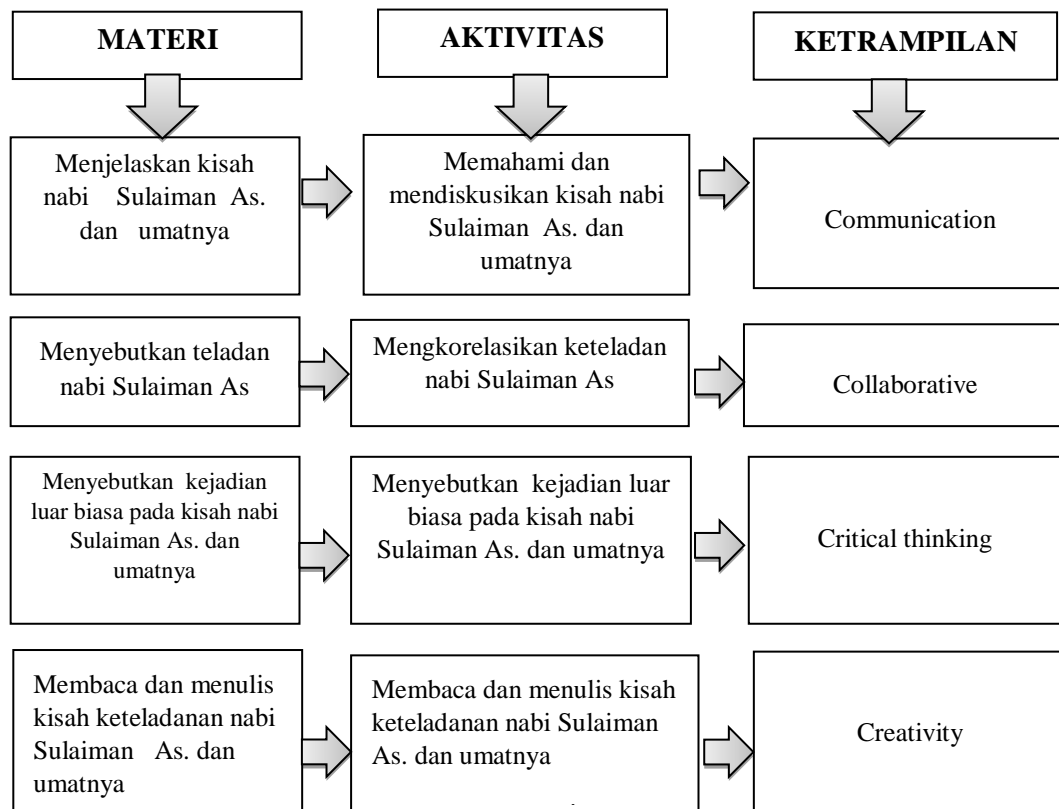 MATERI
AKTIVITAS
KETRAMPILAN
Menjelaskan kisah
nabi Sulaiman As.
dan umatnya
Memahami dan
mendiskusikan kisah nabi
Sulaiman As. dan
umatnya
Communication
Menyebutkan teladan
nabi Sulaiman As
Mengkorelasikan keteladan
nabi Sulaiman As
Collaborative
Menyebutkan kejadian
luar biasa pada kisah nabi
Sulaiman As. dan
umatnya
Menyebutkan kejadian luar
biasa pada kisah nabi
Sulaiman As. dan umatnya
Critical thinking
Membaca dan menulis
kisah keteladanan nabi
Sulaiman As. dan
umatnya
Membaca dan menulis kisah
keteladanan nabi Sulaiman
As. dan umatnya
Creativity